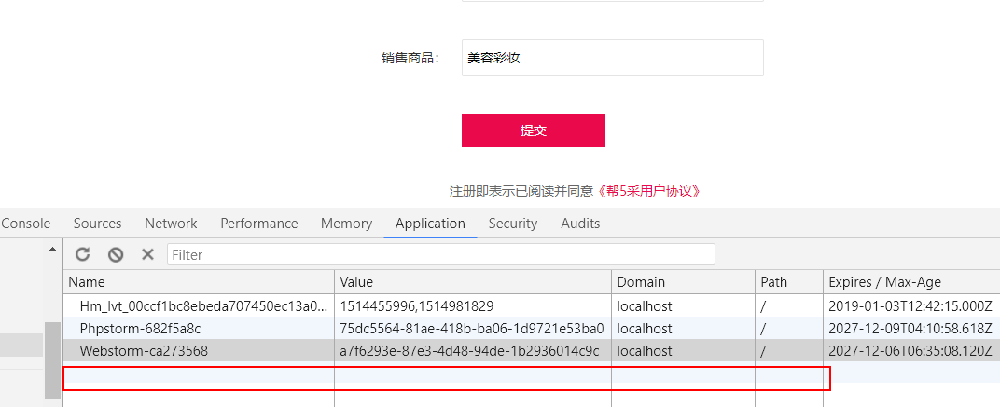 销售商品：
美容彩妆
提交
注册即表示已阅读并同意《帮5采用户协议》
Console Sources Network Performance Memory Application Security Audits
Filter
Name Value Domain Path Expires / Max-Age
Hm_lvt_00ccf1bc8ebeda707450ec13a0... 1514455996,1514981829 localhost / 2019-01-03T12:42:15.000Z
Phpstorm-682f5a8c 75dc5564-81ae-418b-ba06-1d9721e53ba0 localhost / 2027-12-09T04:10:58.618Z
Webstorm-ca273568 a7f6293e-87e3-4d48-94de-1b2936014c9c localhost / 2027-12-06T06:35:08.120Z